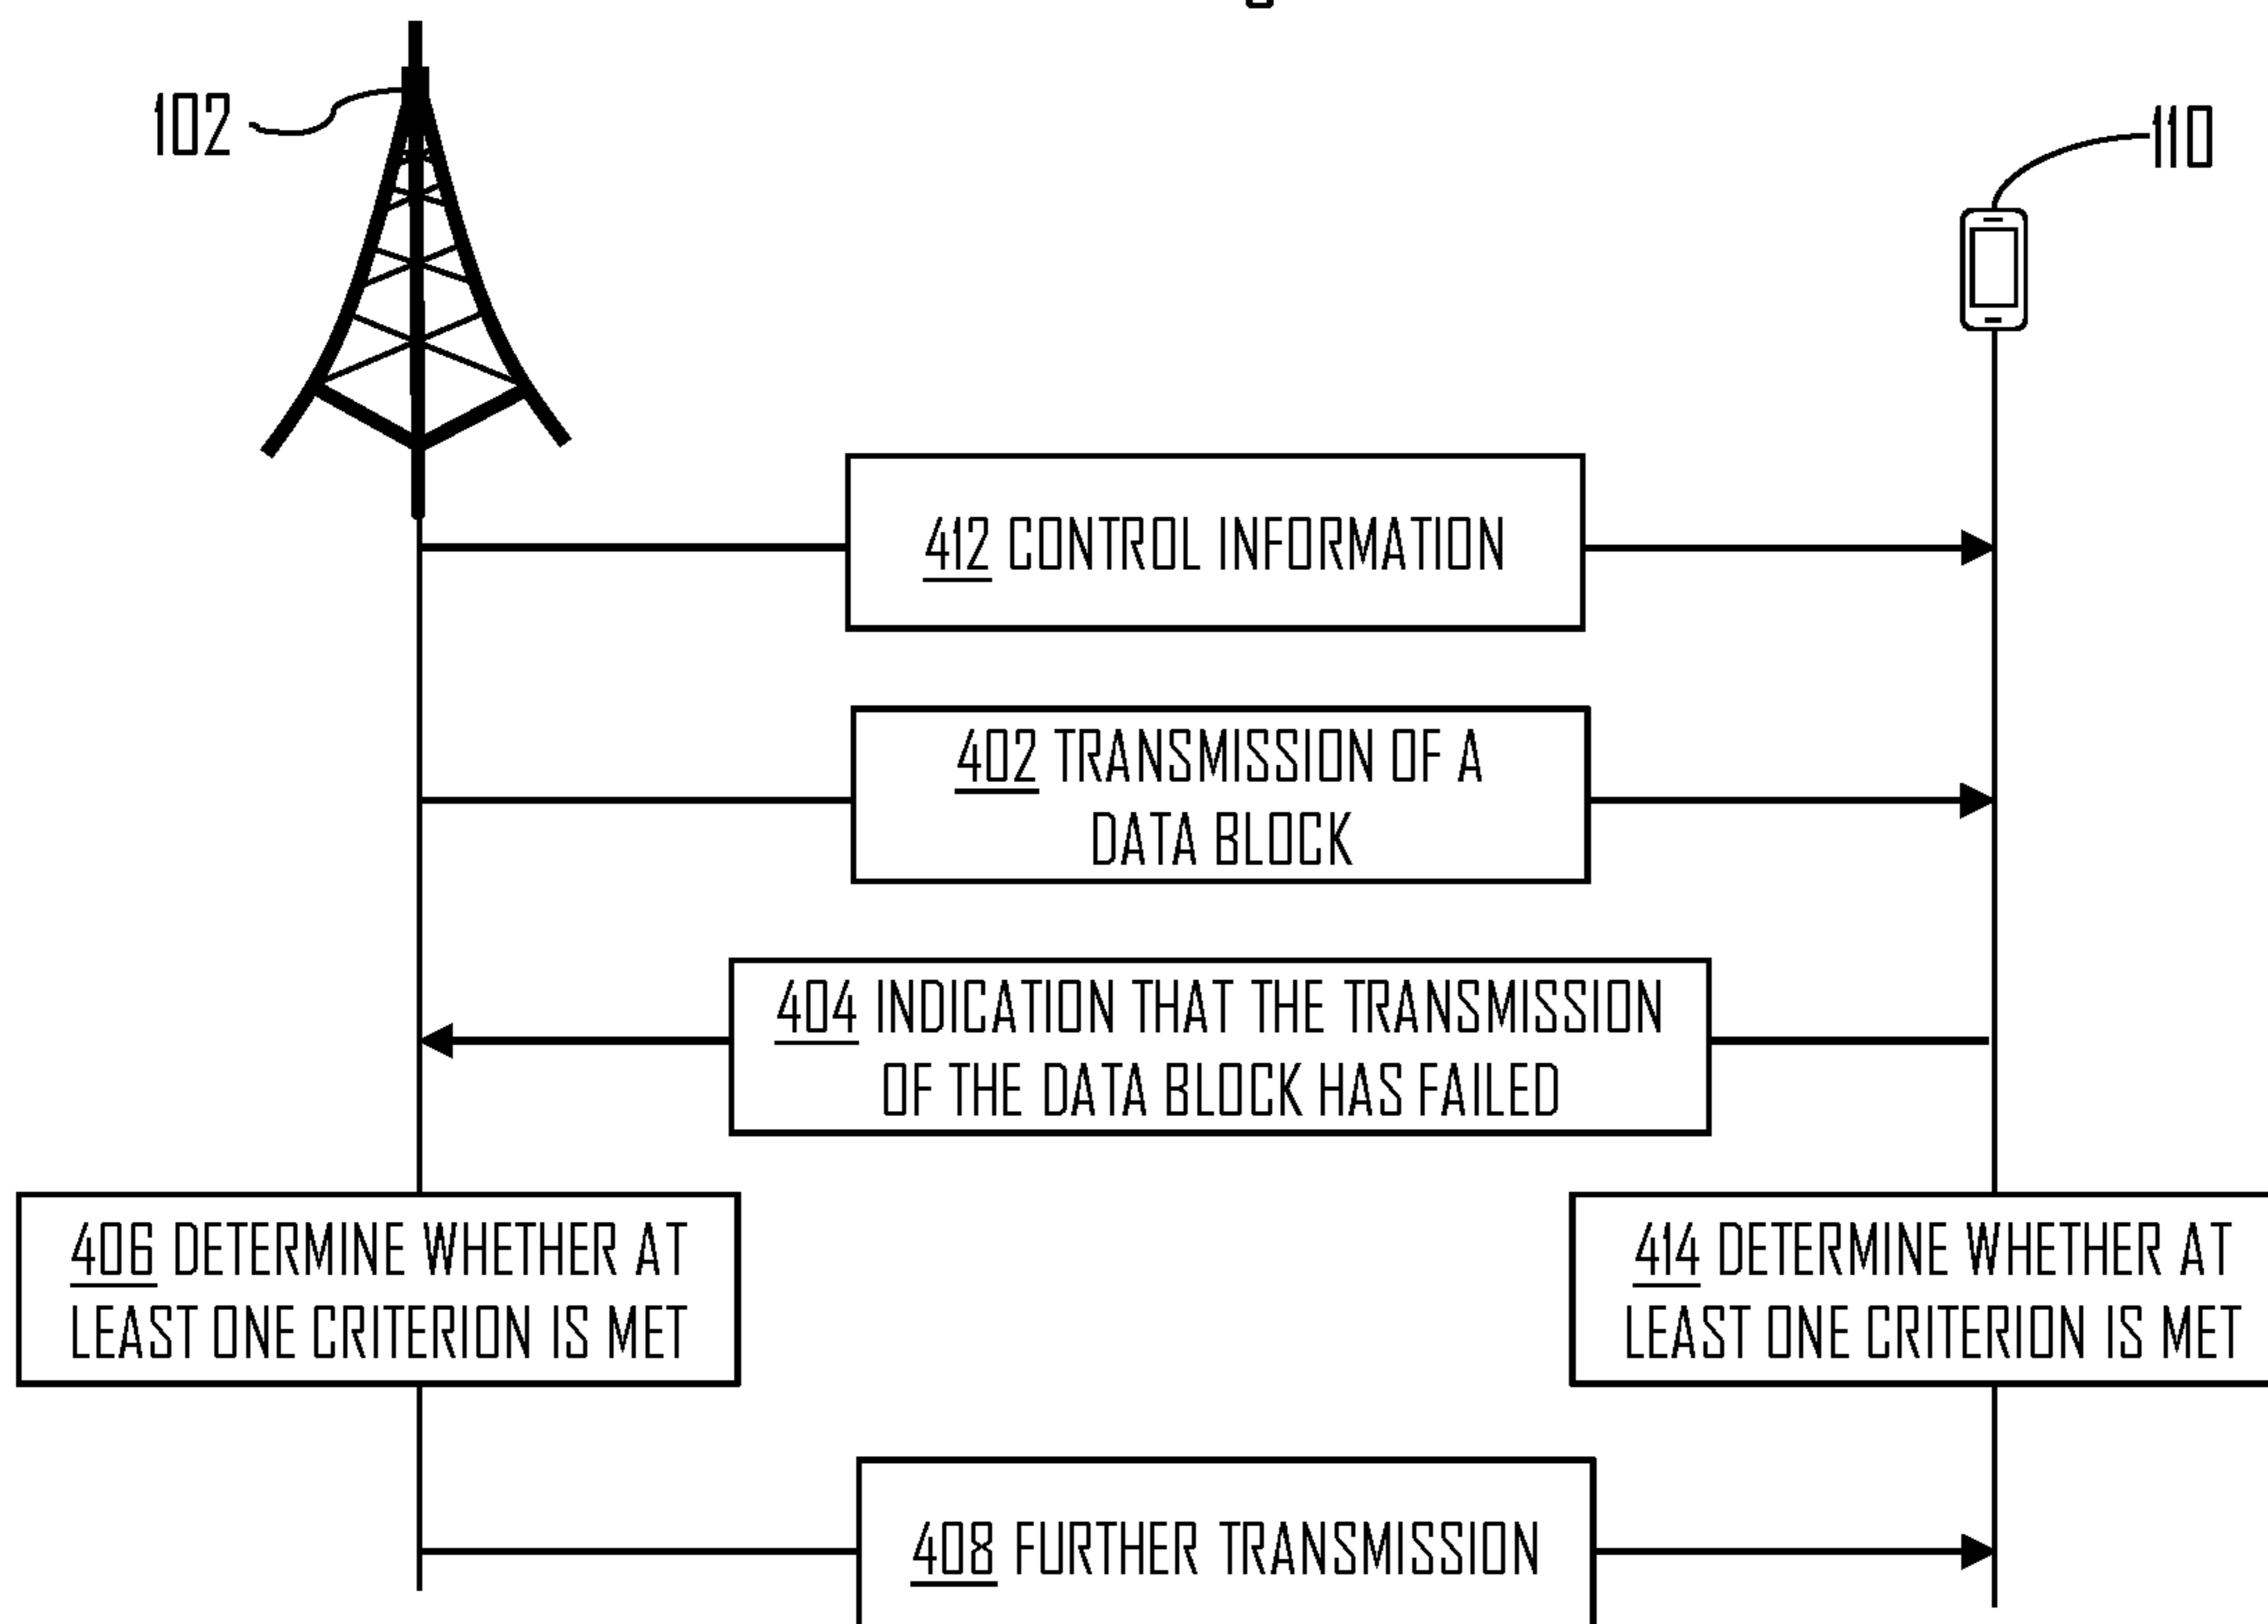 102
110
412 CONTROL INFORMATION
402 TRANSMISSION OF A
DATA BLOCK
404 INDICATION THAT THE TRANSMISSION
OF THE DATA BLOCK HAS FAILED
406 DETERMINE WHETHER AT
LEAST ONE CRITERION IS MET
414 DETERMINE WHETHER AT
LEAST ONE CRITERION IS MET
408 FURTHER TRANSMISSION